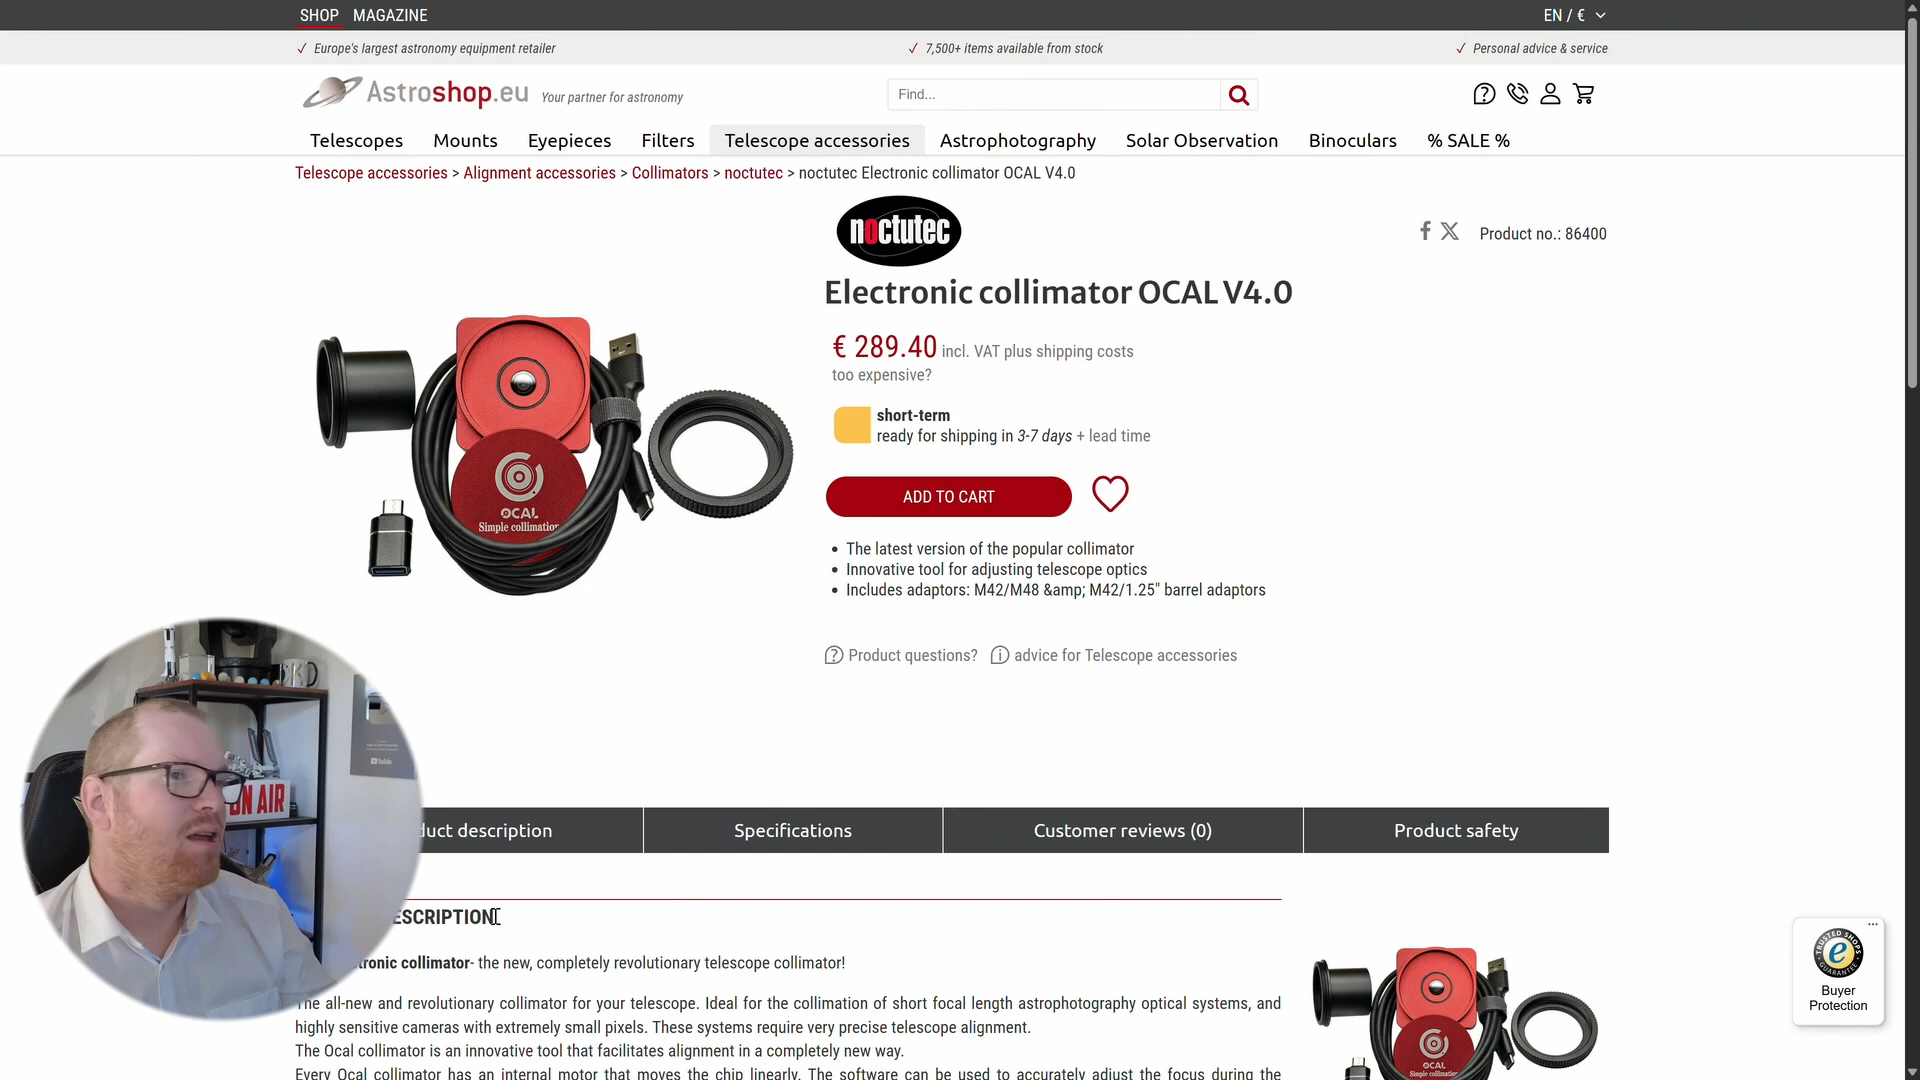 SHOP MAGAZINE
EN / €
Europe's largest astronomy equipment retailer
7,500+ items available from stock
Personal advice & service
Astroshop.eu
Your partner for astronomy
Find...
Telescopes Mounts Eyepieces Filters Telescope accessories Astrophotography Solar Observation Binoculars % SALE %
Telescope accessories > Alignment accessories > Collimators > noctutec > noctutec Electronic collimator OCAL V4.0
noctutec
Product no.: 86400
Electronic collimator OCAL V4.0
€ 289.40 incl. VAT plus shipping costs
too expensive?
short-term
ready for shipping in 3-7 days + lead time
ADD TO CART
The latest version of the popular collimator
Innovative tool for adjusting telescope optics
Includes adaptors: M42/M48 &amp; M42/1.25" barrel adaptors
OCAL
Simple collimation
Product questions?
advice for Telescope accessories
ON AIR
YouTube
duct description
Specifications
Customer reviews (0)
Product safety
ESCRIPTION
tronic collimator- the new, completely revolutionary telescope collimator!
The all-new and revolutionary collimator for your telescope. Ideal for the collimation of short focal length astrophotography optical systems, and
highly sensitive cameras with extremely small pixels. These systems require very precise telescope alignment.
The Ocal collimator is an innovative tool that facilitates alignment in a completely new way.
Every Ocal collimator has an internal motor that moves the chip linearly. The software can be used to accurately adjust the focus during the
OCAL
Simple collimation
TRUSTED SHOPS
e
GUARANTEE
Buyer
Protection